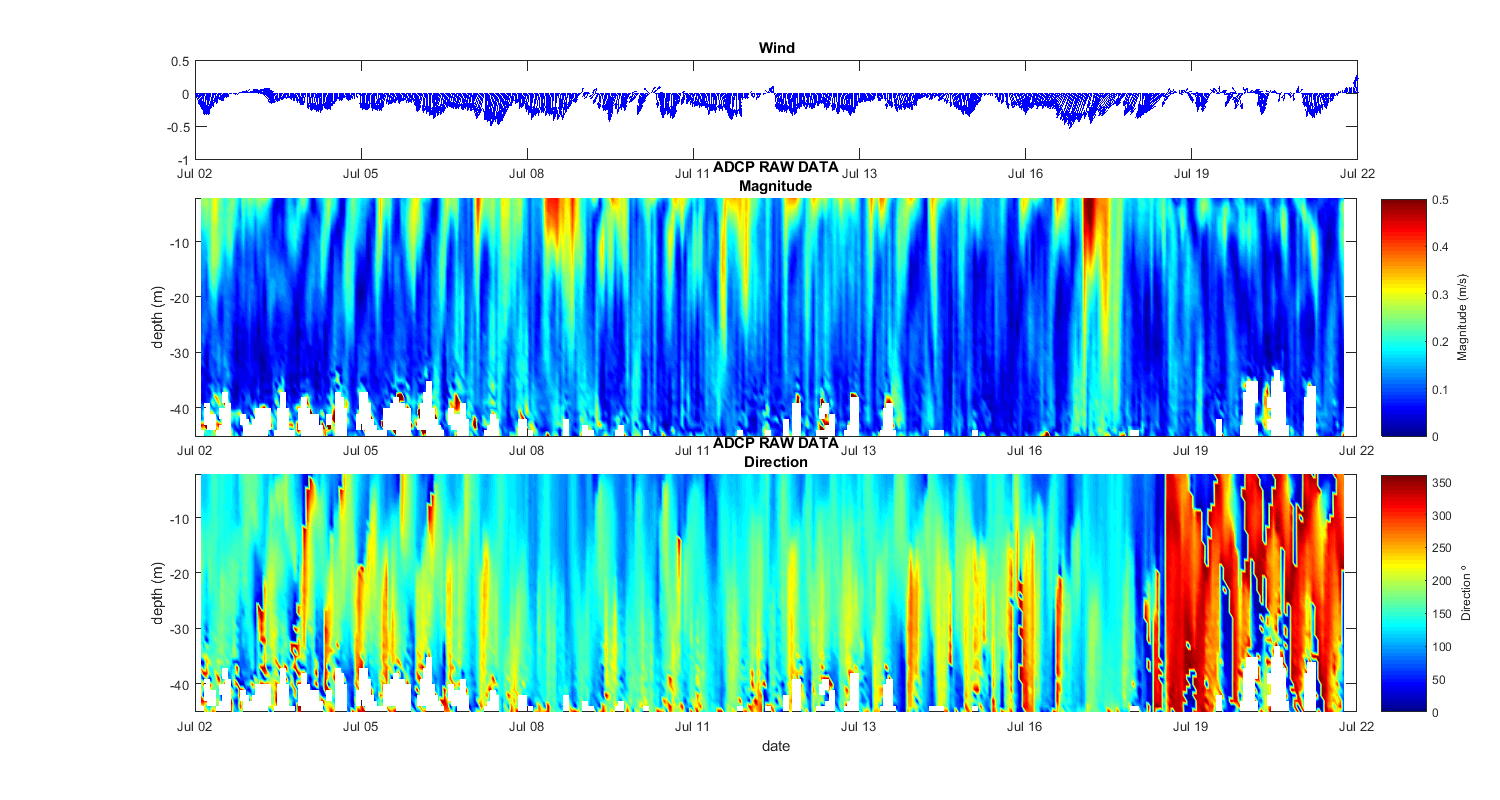 Wind
0.5
0
-0.5
-1
Jul 02 Jul 05 Jul 08 Jul 11 Jul 13 Jul 16 Jul 19 Jul 22
ADCP RAW DATA
Magnitude
-10
-20
-30
-40
depth (m)
Jul 02 Jul 05 Jul 08 Jul 11 Jul 13 Jul 16 Jul 19 Jul 22
0.5
0.4
0.3
0.2
0.1
0
Magnitude (m/s)
ADCP RAW DATA
Direction
-10
-20
-30
-40
depth (m)
Jul 02 Jul 05 Jul 08 Jul 11 Jul 13 Jul 16 Jul 19 Jul 22
date
350
300
250
200
150
100
50
0
Direction º